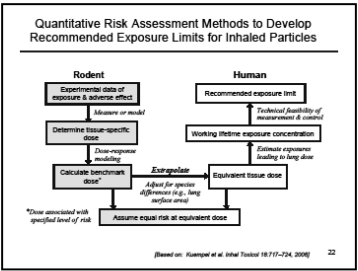 Quantitative Risk Assessment Methods to Develop
Recommended Exposure Limits for Inhaled Particles
Rodent
Human
Experimental data of
exposure & adverse effect
Recommended exposure limit
Measure or model
Technical feasibility of
measurement & control
Determine tissue-specific
dose
Working lifetime exposure concentration
Dose-response
modeling
Estimate exposures
leading to lung dose
Calculate benchmark
dose*
Extrapolate
Adjust for species
differences (e.g., lung
surface area)
Equivalent tissue dose
*Dose associated with
specified level of risk
Assume equal risk at equivalent dose
[Based on: Kuempel et al. Inhal Toxicol 18:717–724, 2006]
22